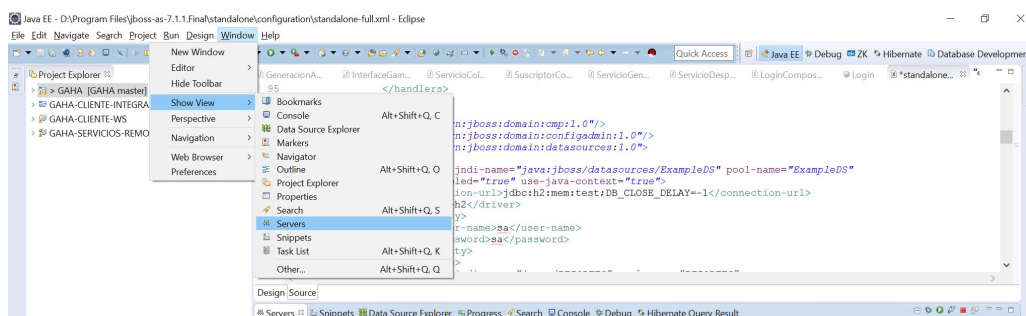 Java EE - D:\Program Files\jboss-as-7.1.1.Final\standalone\configuration\standalone-full.xml - Eclipse
File Edit Navigate Search Project Run Design Window Help
Quick Access Java EE Debug ZK Hibernate Database Developmen
Project Explorer
> GAHA [GAHA master]
GAHA-CLIENTE-INTEGRA
GAHA-CLIENTE-WS
GAHA-SERVICIOS-REMO
New Window
Editor
Hide Toolbar
Show View
Perspective
Navigation
Web Browser
Preferences
Bookmarks
Console Alt+Shift+Q, C
Data Source Explorer
Markers
Navigator
Outline Alt+Shift+Q, O
Project Explorer
Properties
Search Alt+Shift+Q, S
Servers
Snippets
Task List Alt+Shift+Q, K
Other... Alt+Shift+Q, Q
GeneracionA... InterfaceGam... ServicioCol... SuscriptorCo... ServicioGen... ServicioDesp... LoginCompos... Login *standalone...
95 </handlers>
n:jboss:domain:cmp:1.0"/>
n:jboss:domain:configadmin:1.0"/>
n:jboss:domain:datasources:1.0">
jndi-name="java:jboss/datasources/ExampleDS" pool-name="ExampleDS"
led="true" use-java-context="true">
ion-url>jdbc:h2:mem:test;DB_CLOSE_DELAY=-1</connection-url>
h2</driver>
y>
r-name>sa</user-name>
sword>sa</password>
ty>
Design Source
Servers Snippets Data Source Explorer Progress Search Console Debug Hibernate Query Result